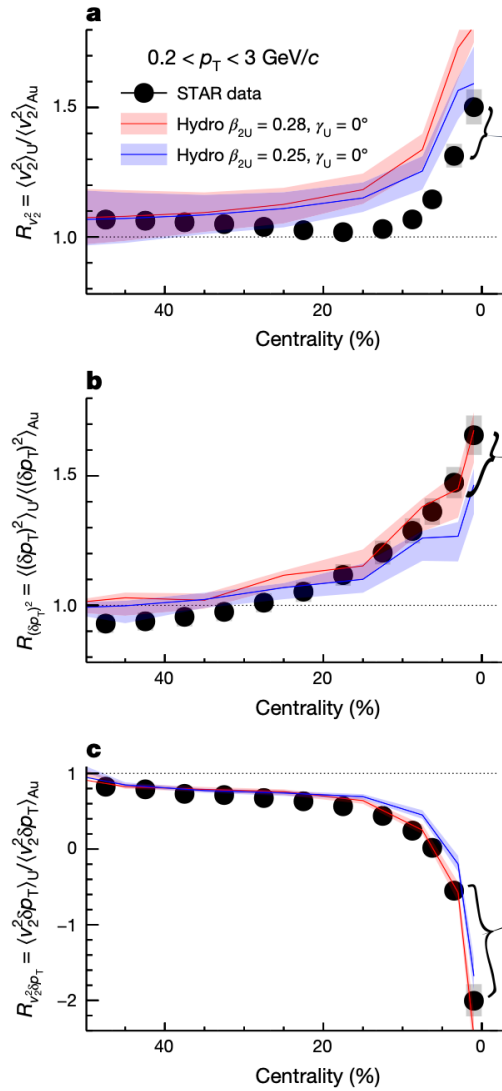 a
0.2 < pT < 3 GeV/c
STAR data
Hydro β2U = 0.28, γU = 0°
Hydro β2U = 0.25, γU = 0°
Rv₂² = ⟨v₂²⟩U/⟨v₂²⟩Au
1.5
1.0
40 20 0
Centrality (%)
b
R(δpT)² = ⟨(δpT)²⟩U/⟨(δpT)²⟩Au
1.5
1.0
40 20 0
Centrality (%)
c
Rv₂²δpT = ⟨v₂²δpT⟩U/⟨v₂²δpT⟩Au
1
0
−1
−2
40 20 0
Centrality (%)